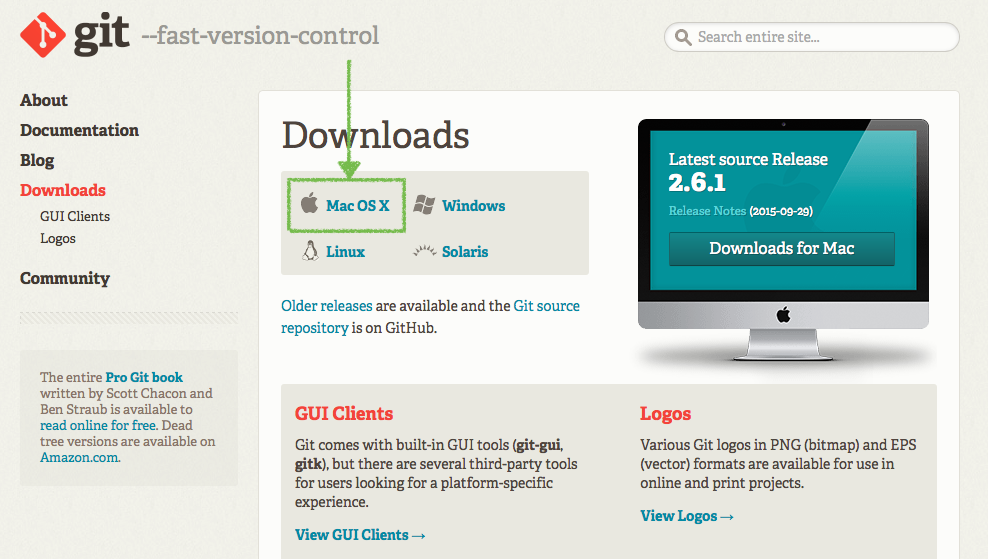 git --fast-version-control
Search entire site...
About
Documentation
Blog
Downloads
GUI Clients
Logos
Community
The entire Pro Git book
written by Scott Chacon and
Ben Straub is available to
read online for free. Dead
tree versions are available on
Amazon.com.
Downloads
Mac OS X
Windows
Linux
Solaris
Older releases are available and the Git source
repository is on GitHub.
Latest source Release
2.6.1
Release Notes (2015-09-29)
Downloads for Mac
GUI Clients
Git comes with built-in GUI tools (git-gui,
gitk), but there are several third-party tools
for users looking for a platform-specific
experience.
View GUI Clients →
Logos
Various Git logos in PNG (bitmap) and EPS
(vector) formats are available for use in
online and print projects.
View Logos →